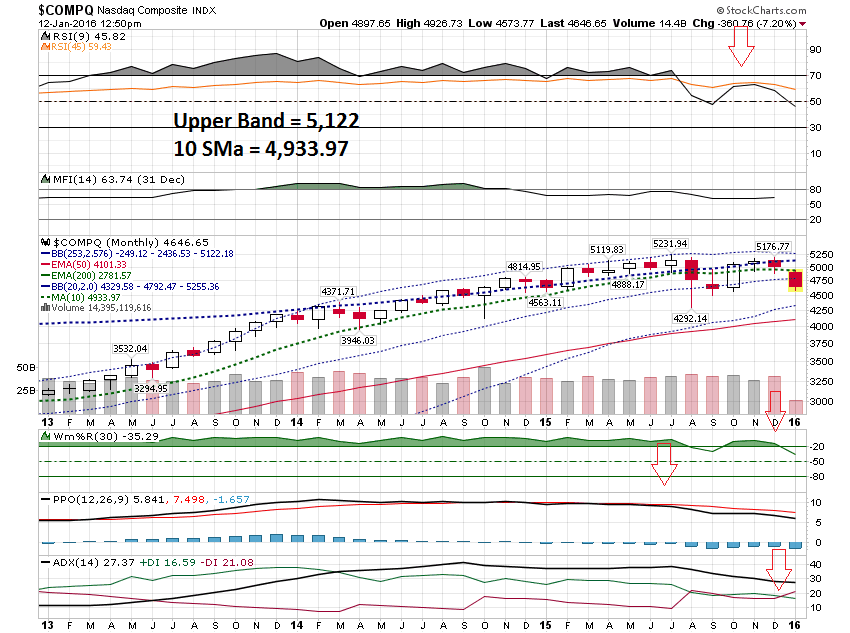 $COMPQ Nasdaq Composite INDX
© StockCharts.com
12-Jan-2016 12:50pm
Open 4897.65 High 4926.73 Low 4573.77 Last 4646.65 Volume 14.4B Chg -360.76 (-7.20%)
RSI(9) 45.82
RSI(45) 59.43
90
70
50
30
10
Upper Band = 5,122
10 SMa = 4,933.97
MFI(14) 63.74 (31 Dec)
80
50
20
$COMPQ (Monthly) 4646.65
BB(253,2.576) -249.12 - 2436.53 - 5122.18
EMA(50) 4101.33
EMA(200) 2781.57
BB(20,2.0) 4329.58 - 4792.47 - 5255.36
MA(10) 4933.97
Volume 14,395,119,616
3532.04
3294.95
4371.71
3946.03
4814.95
4563.11
5119.83
4888.17
5231.94
4292.14
5176.77
5250
5000
4750
4500
4250
4000
3750
3500
3250
3000
50B
25B
13 F M A M J J A S O N D 14 F M A M J J A S O N D 15 F M A M J J A S O N D 16
Wm%R(30) -35.29
-20
-50
-80
PPO(12,26,9) 5.841, 7.498, -1.657
10
5
0
ADX(14) 27.37 +DI 16.59 -DI 21.08
40
30
20
10
13 F M A M J J A S O N D 14 F M A M J J A S O N D 15 F M A M J J A S O N D 16